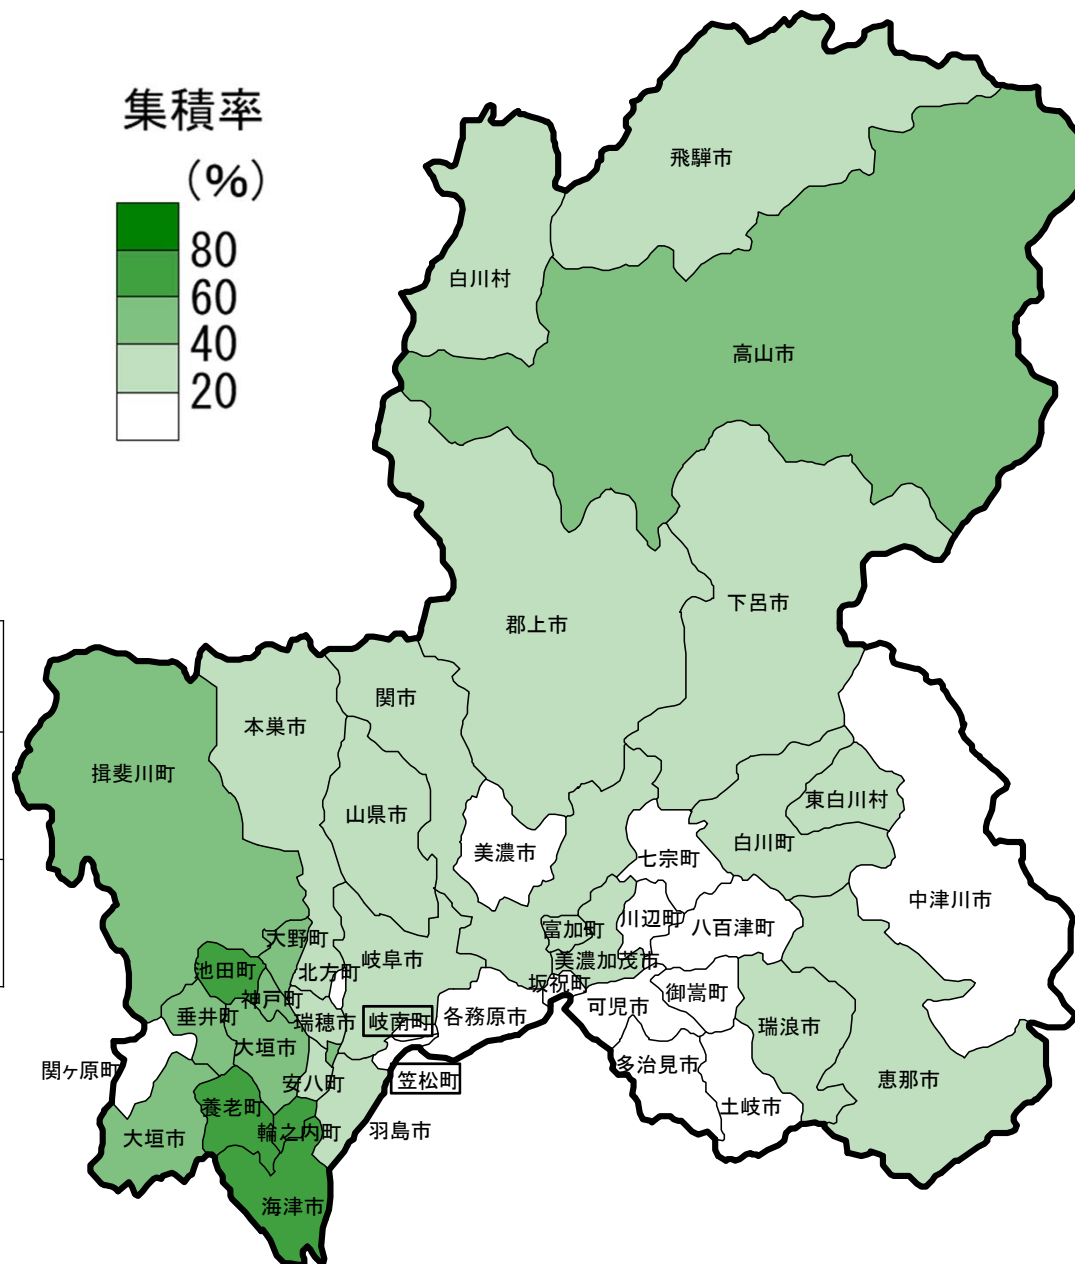 集積率
(%)
80
60
40
20
飛騨市
白川村
高山市
下呂市
郡上市
関市
本巣市
揖斐川町
東白川村
山県市
白川町
美濃市
七宗町
中津川市
川辺町
八百津町
富加町
大野町
岐阜市
美濃加茂市
池田町
北方町
坂祝町
御嵩町
神戸町
可児市
垂井町
各務原市
瑞穂市
岐南町
瑞浪市
大垣市
多治見市
関ヶ原町
笠松町
恵那市
安八町
養老町
土岐市
輪之内町
羽島市
大垣市
海津市